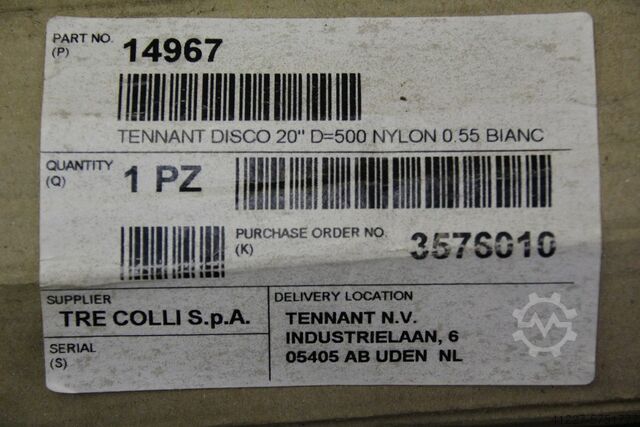 PART NO. 14967
(P)
TENNANT DISCO 20" D=500 NYLON 0.55 BIANC
QUANTITY 1 PZ
(Q)
PURCHASE ORDER NO. 3576010
(K)
SUPPLIER
TRE COLLI S.p.A.
SERIAL
(S)
DELIVERY LOCATION
TENNANT N.V.
INDUSTRIELAAN, 6
05405 AB UDEN NL